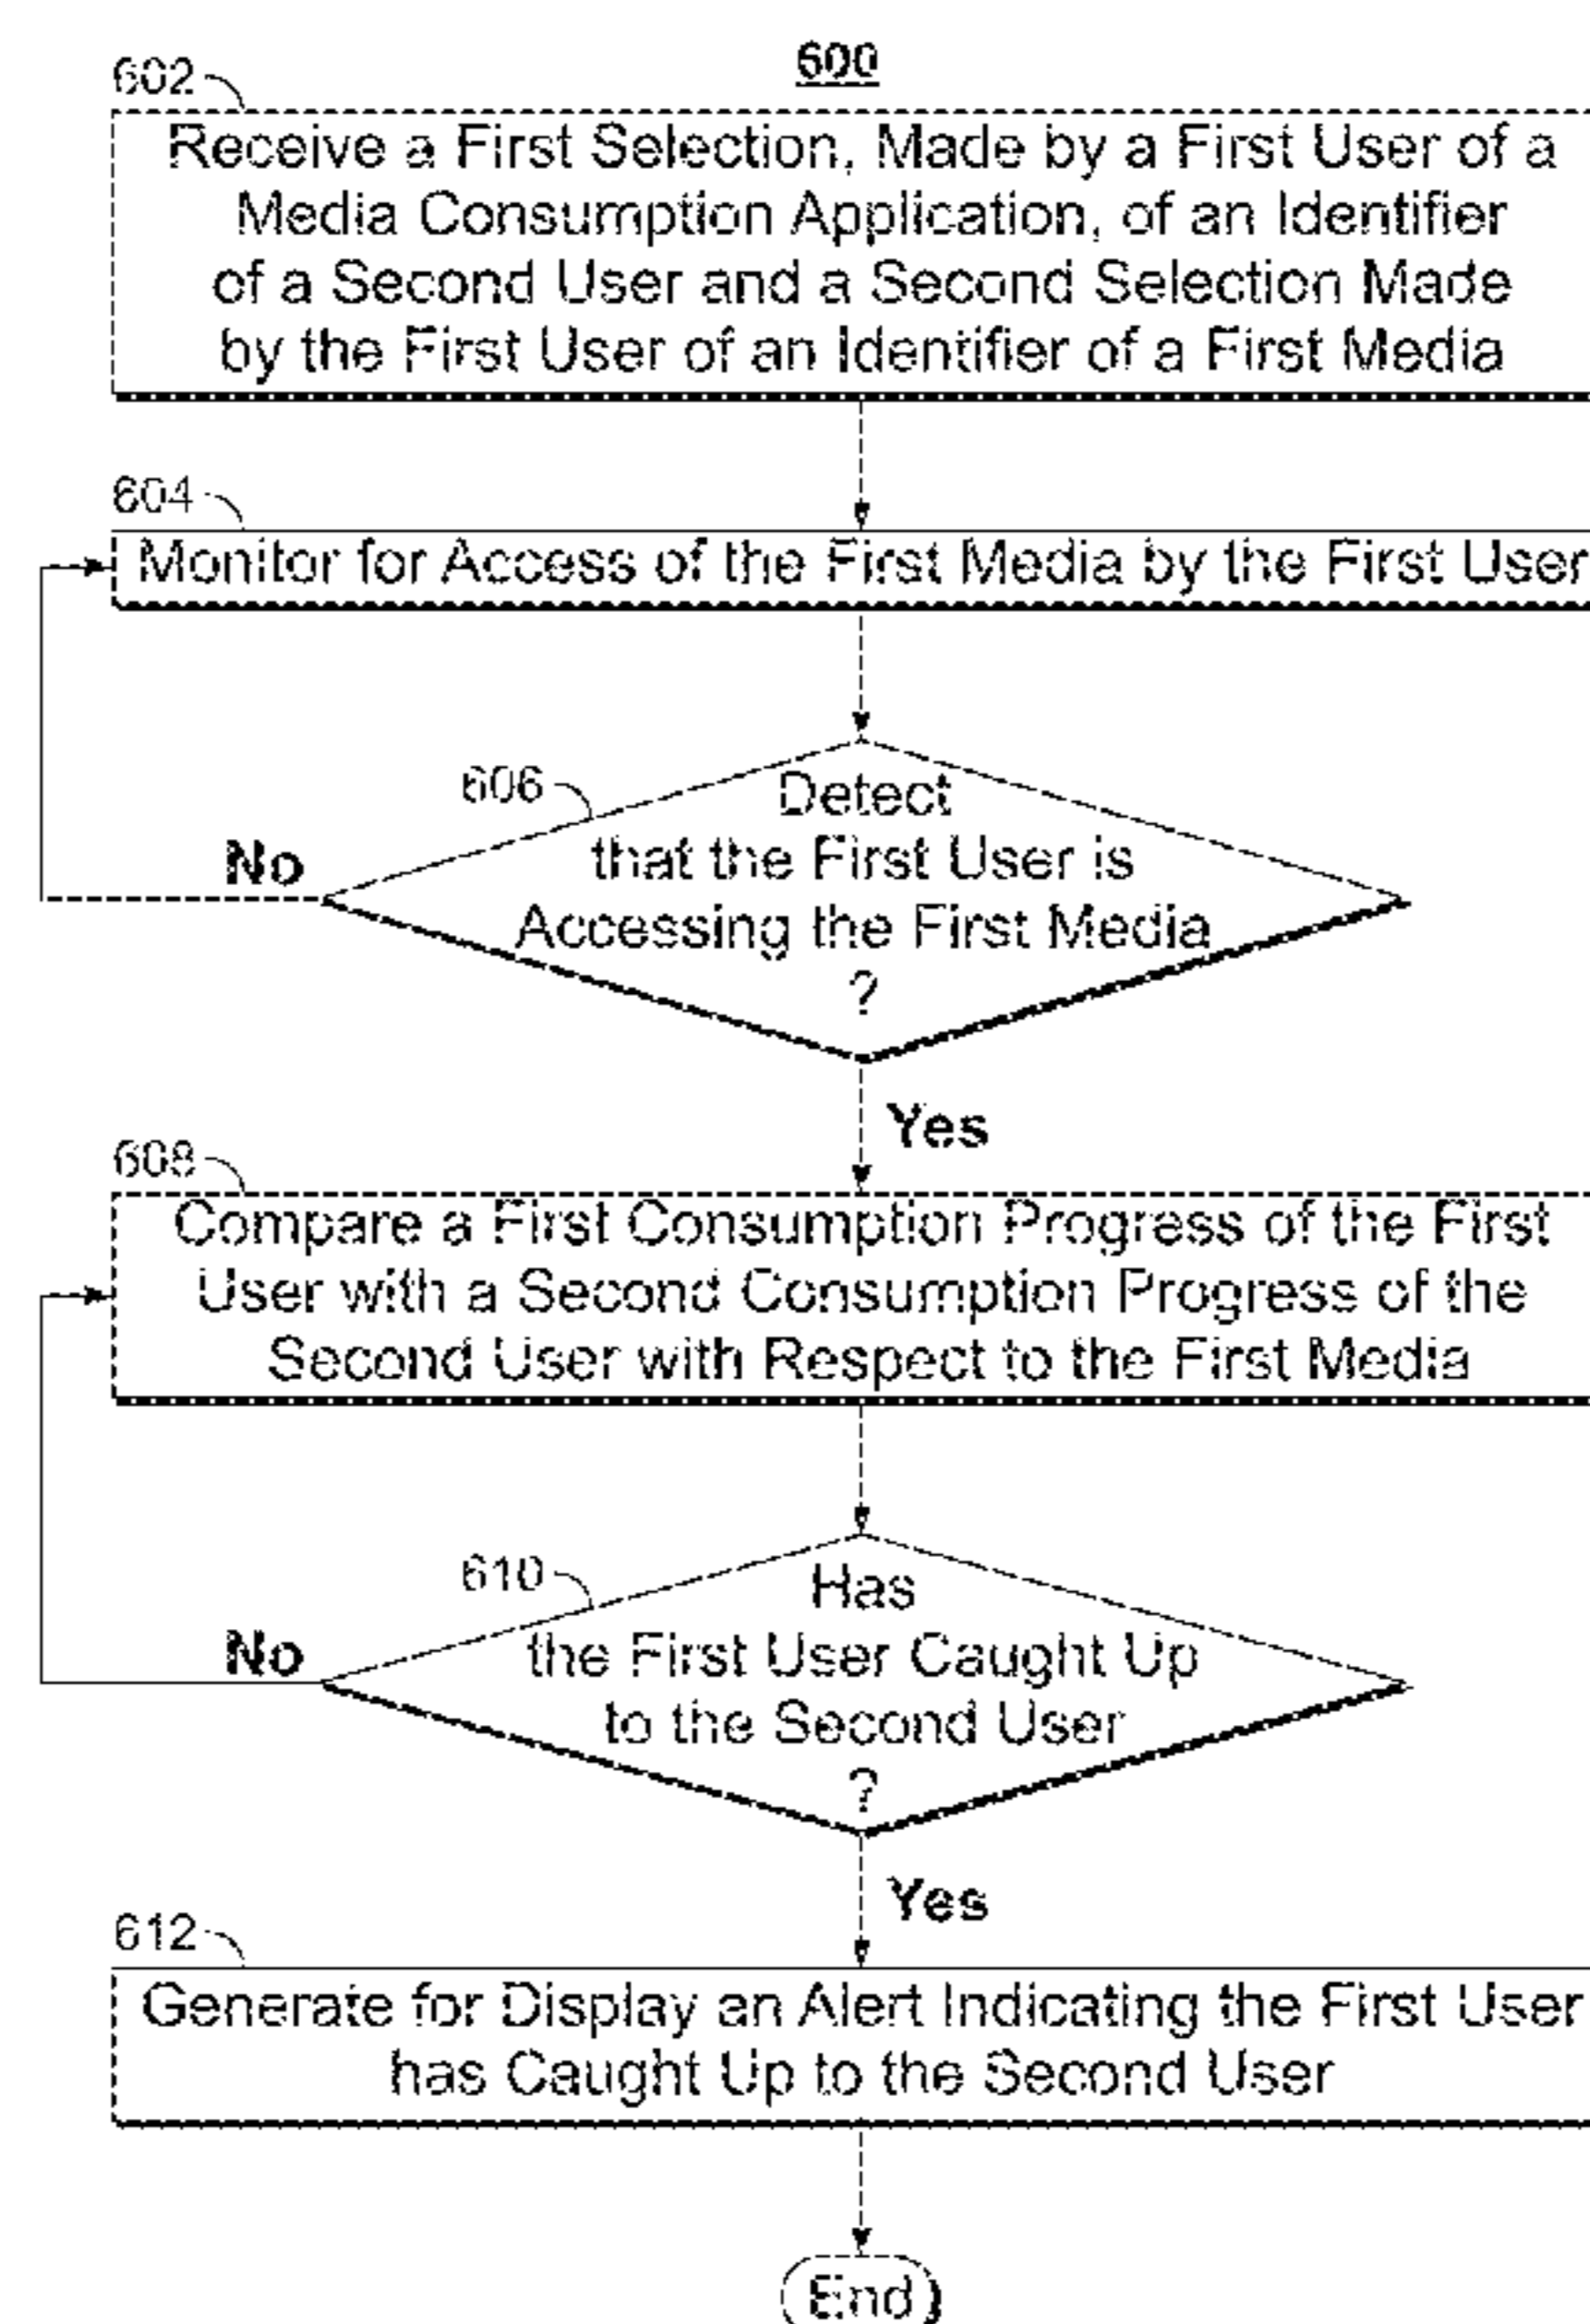 600
602
Receive a First Selection, Made by a First User of a
Media Consumption Application, of an Identifier
of a Second User and a Second Selection Made
by the First User of an Identifier of a First Media
604
Monitor for Access of the First Media by the First User
606
Detect
that the First User is
Accessing the First Media
?
No
Yes
608
Compare a First Consumption Progress of the First
User with a Second Consumption Progress of the
Second User with Respect to the First Media
610
Has
the First User Caught Up
to the Second User
?
No
Yes
612
Generate for Display an Alert Indicating the First User
has Caught Up to the Second User
End